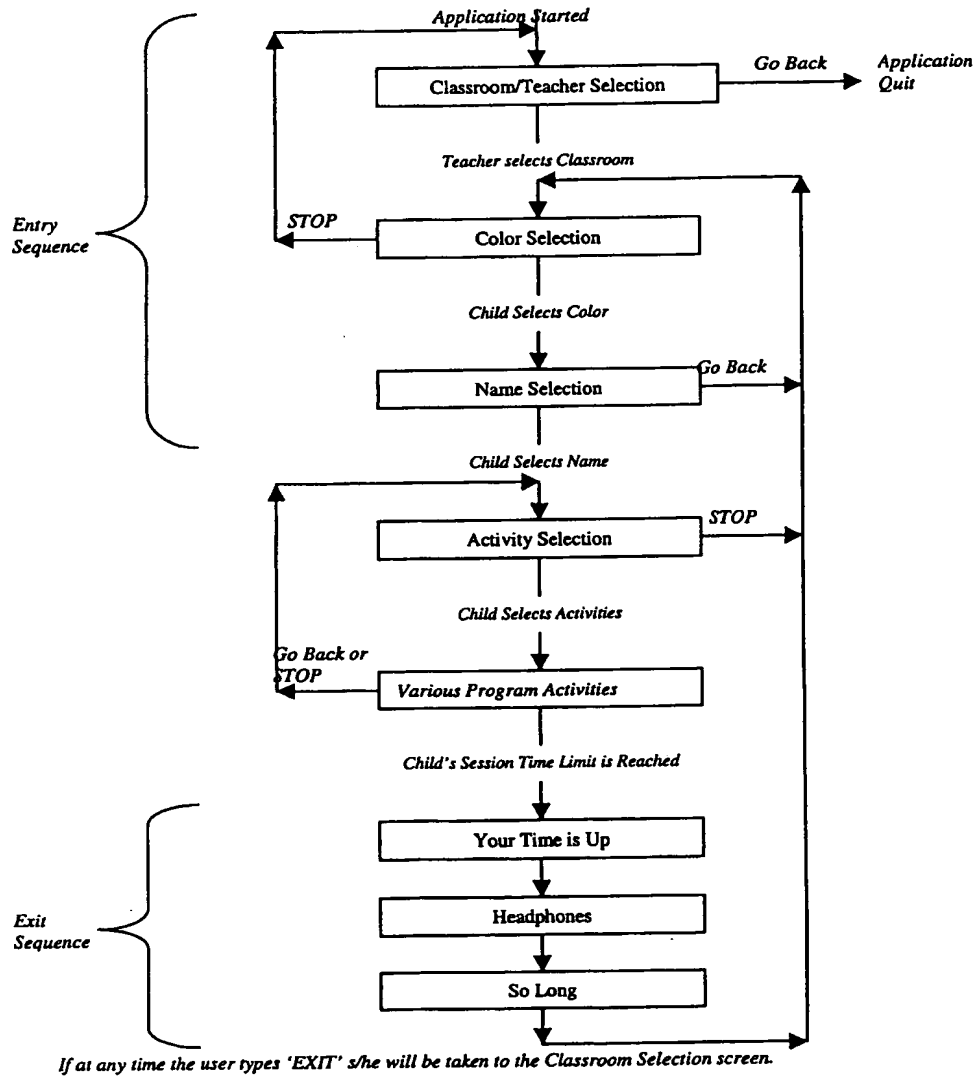 Application Started
Classroom/Teacher Selection
Go Back
Application
Quit
Teacher selects Classroom
Entry
Sequence
STOP
Color Selection
Child Selects Color
Name Selection
Go Back
Child Selects Name
Activity Selection
STOP
Child Selects Activities
Go Back or
STOP
Various Program Activities
Child's Session Time Limit is Reached
Your Time is Up
Exit
Sequence
Headphones
So Long
If at any time the user types 'EXIT' s/he will be taken to the Classroom Selection screen.